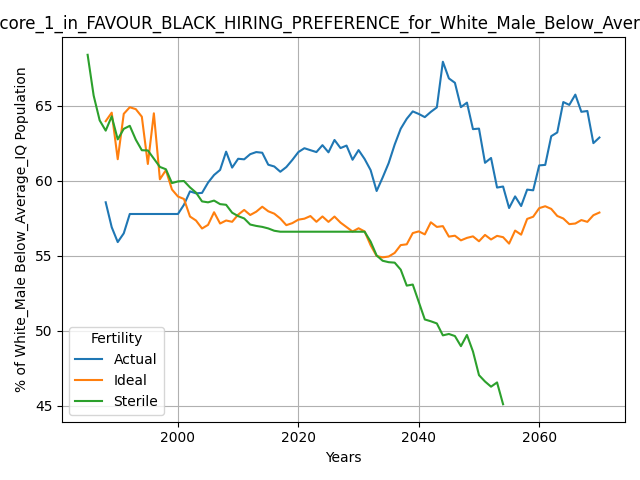 core_1_in_FAVOUR_BLACK_HIRING_PREFERENCE_for_White_Male_Below_Aver
% of White_Male Below_Average_IQ Population
65
60
55
50
45
Fertility
Actual
Ideal
Sterile
2000
2020
2040
2060
Years